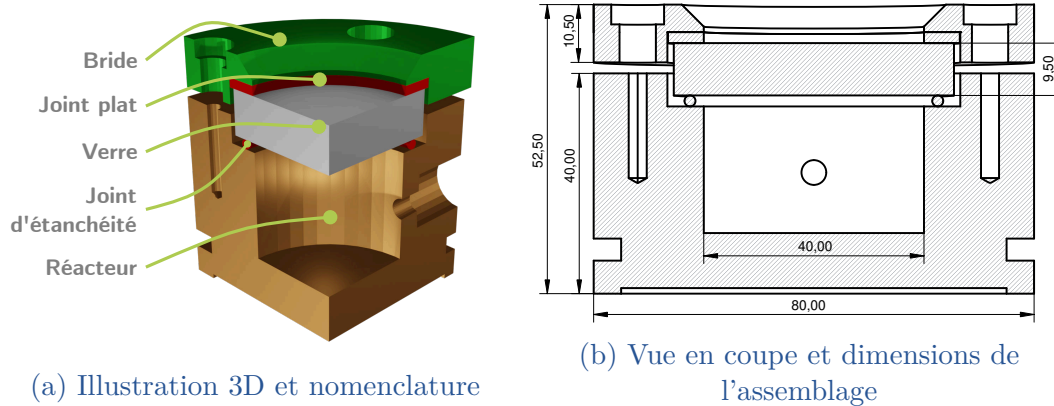 Bride
Joint plat
Verre
Joint
d'étanchéité
Réacteur
(a) Illustration 3D et nomenclature
10,50
9,50
52,50
40,00
40,00
80,00
(b) Vue en coupe et dimensions de
l'assemblage